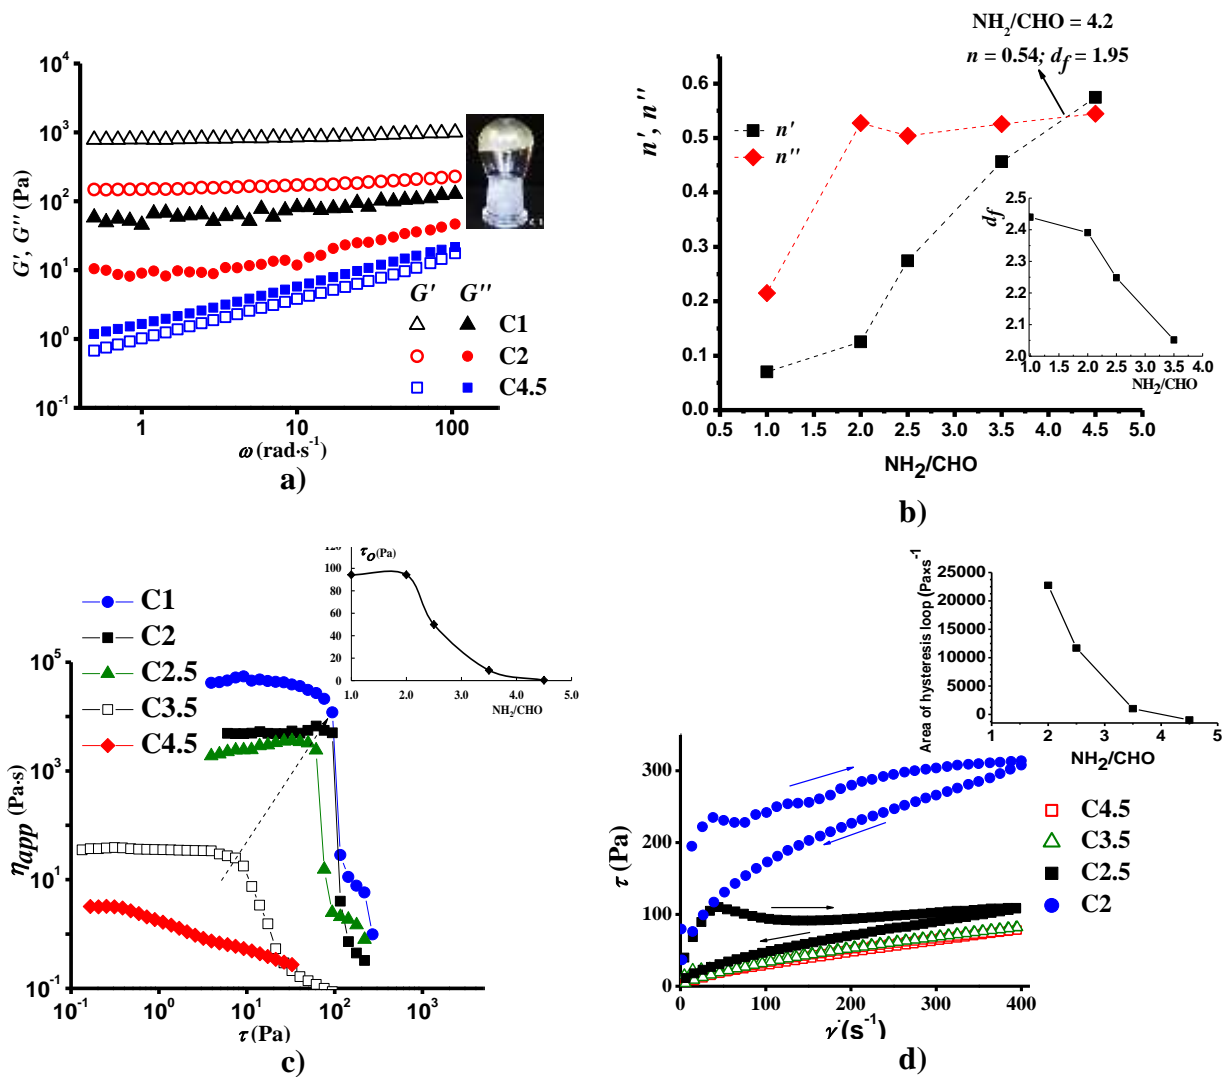 10⁴
10³
10²
10¹
10⁰
10⁻¹
G', G'' (Pa)
1
10
100
ω (rad·s⁻¹)
G' G''
C1
C2
C4.5
a)
NH₂/CHO = 4.2
n = 0.54; d_f = 1.95
0.6
0.5
0.4
0.3
0.2
0.1
0.0
n', n''
n'
n''
0.5 1.0 1.5 2.0 2.5 3.0 3.5 4.0 4.5 5.0
NH₂/CHO
d_f
2.5
2.4
2.3
2.2
2.1
2.0
1.0 1.5 2.0 2.5 3.0 3.5 4.0
NH₂/CHO
b)
C1
C2
C2.5
C3.5
C4.5
10⁵
10³
10¹
10⁻¹
η_app (Pa·s)
10⁻¹ 10⁰ 10¹ 10² 10³
τ (Pa)
τ_O (Pa)
120
100
80
60
40
20
0
1.0 2.0 3.0 4.0 5.0
NH₂/CHO
c)
Area of hysteresis loop (Paxs⁻¹
25000
20000
15000
10000
5000
0
1 2 3 4 5
NH₂/CHO
300
200
100
0
τ (Pa)
C4.5
C3.5
C2.5
C2
0 100 200 300 400
γ̇ (s⁻¹)
d)